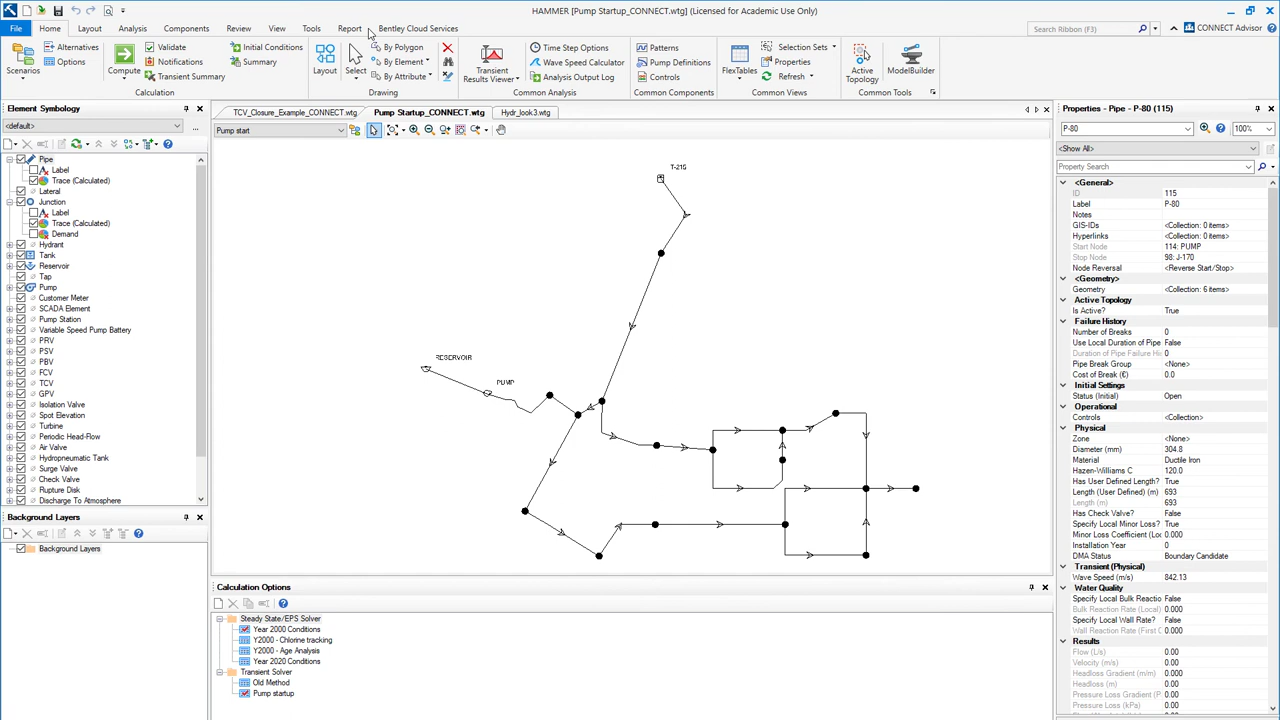 HAMMER [Pump Startup_CONNECT.wtg] (Licensed for Academic Use Only)
File Home Layout Analysis Components Review View Tools Report Bentley Cloud Services
Search Ribbon (F3)
CONNECT Advisor
Scenarios
Alternatives
Options
Compute
Validate
Notifications
Transient Summary
Initial Conditions
Summary
Calculation
Layout
Select
By Polygon
By Element
By Attribute
Drawing
Transient Results Viewer
Time Step Options
Wave Speed Calculator
Analysis Output Log
Common Analysis
Patterns
Pump Definitions
Controls
Common Components
FlexTables
Selection Sets
Properties
Refresh
Common Views
Active Topology
ModelBuilder
Common Tools
Element Symbology
<default>
Pipe
Label
Trace (Calculated)
Lateral
Junction
Label
Trace (Calculated)
Demand
Hydrant
Tank
Reservoir
Tap
Pump
Customer Meter
SCADA Element
Pump Station
Variable Speed Pump Battery
PRV
PSV
PBV
FCV
TCV
GPV
Isolation Valve
Spot Elevation
Turbine
Periodic Head-Flow
Air Valve
Hydropneumatic Tank
Surge Valve
Check Valve
Rupture Disk
Discharge To Atmosphere
Background Layers
Background Layers
TCV_Closure_Example_CONNECT.wtg Pump Startup_CONNECT.wtg Hydr_look3.wtg
Pump start
T-215
RESERVOIR
PUMP
Calculation Options
Steady State/EPS Solver
Year 2000 Conditions
Y2000 - Chlorine tracking
Y2000 - Age Analysis
Year 2020 Conditions
Transient Solver
Old Method
Pump startup
Properties - Pipe - P-80 (115)
P-80 100%
<Show All>
Property Search
<General>
ID 115
Label P-80
Notes
GIS-IDs <Collection: 0 items>
Hyperlinks <Collection: 0 items>
Start Node 114: PUMP
Stop Node 98: J-170
Node Reversal <Reverse Start/Stop>
<Geometry>
Geometry <Collection: 6 items>
Active Topology
Is Active? True
Failure History
Number of Breaks 0
Use Local Duration of Pipe False
Duration of Pipe Failure Hi 0
Pipe Break Group <None>
Cost of Break (€) 0.0
Initial Settings
Status (Initial) Open
Operational
Controls <Collection>
Physical
Zone <None>
Diameter (mm) 304.8
Material Ductile Iron
Hazen-Williams C 120.0
Has User Defined Length? True
Length (User Defined) (m) 693
Length (m) 693
Has Check Valve? False
Specify Local Minor Loss? True
Minor Loss Coefficient (Lo 0.000
Installation Year 0
DMA Status Boundary Candidate
Transient (Physical)
Wave Speed (m/s) 842.13
Water Quality
Specify Local Bulk Reactio False
Bulk Reaction Rate (Local) 0.000
Specify Local Wall Rate? False
Wall Reaction Rate (First O 0.000
Results
Flow (L/s) 0.00
Velocity (m/s) 0.00
Headloss Gradient (m/m) 0.000
Headloss (m) 0.00
Pressure Loss Gradient (P 0.000
Pressure Loss (kPa) 0.00